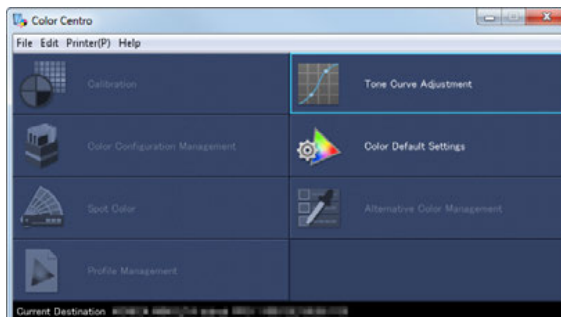 Color Centro
File Edit Printer(P) Help
Calibration
Tone Curve Adjustment
Color Configuration Management
Color Default Settings
Spot Color
Alternative Color Management
Profile Management
Current Destination